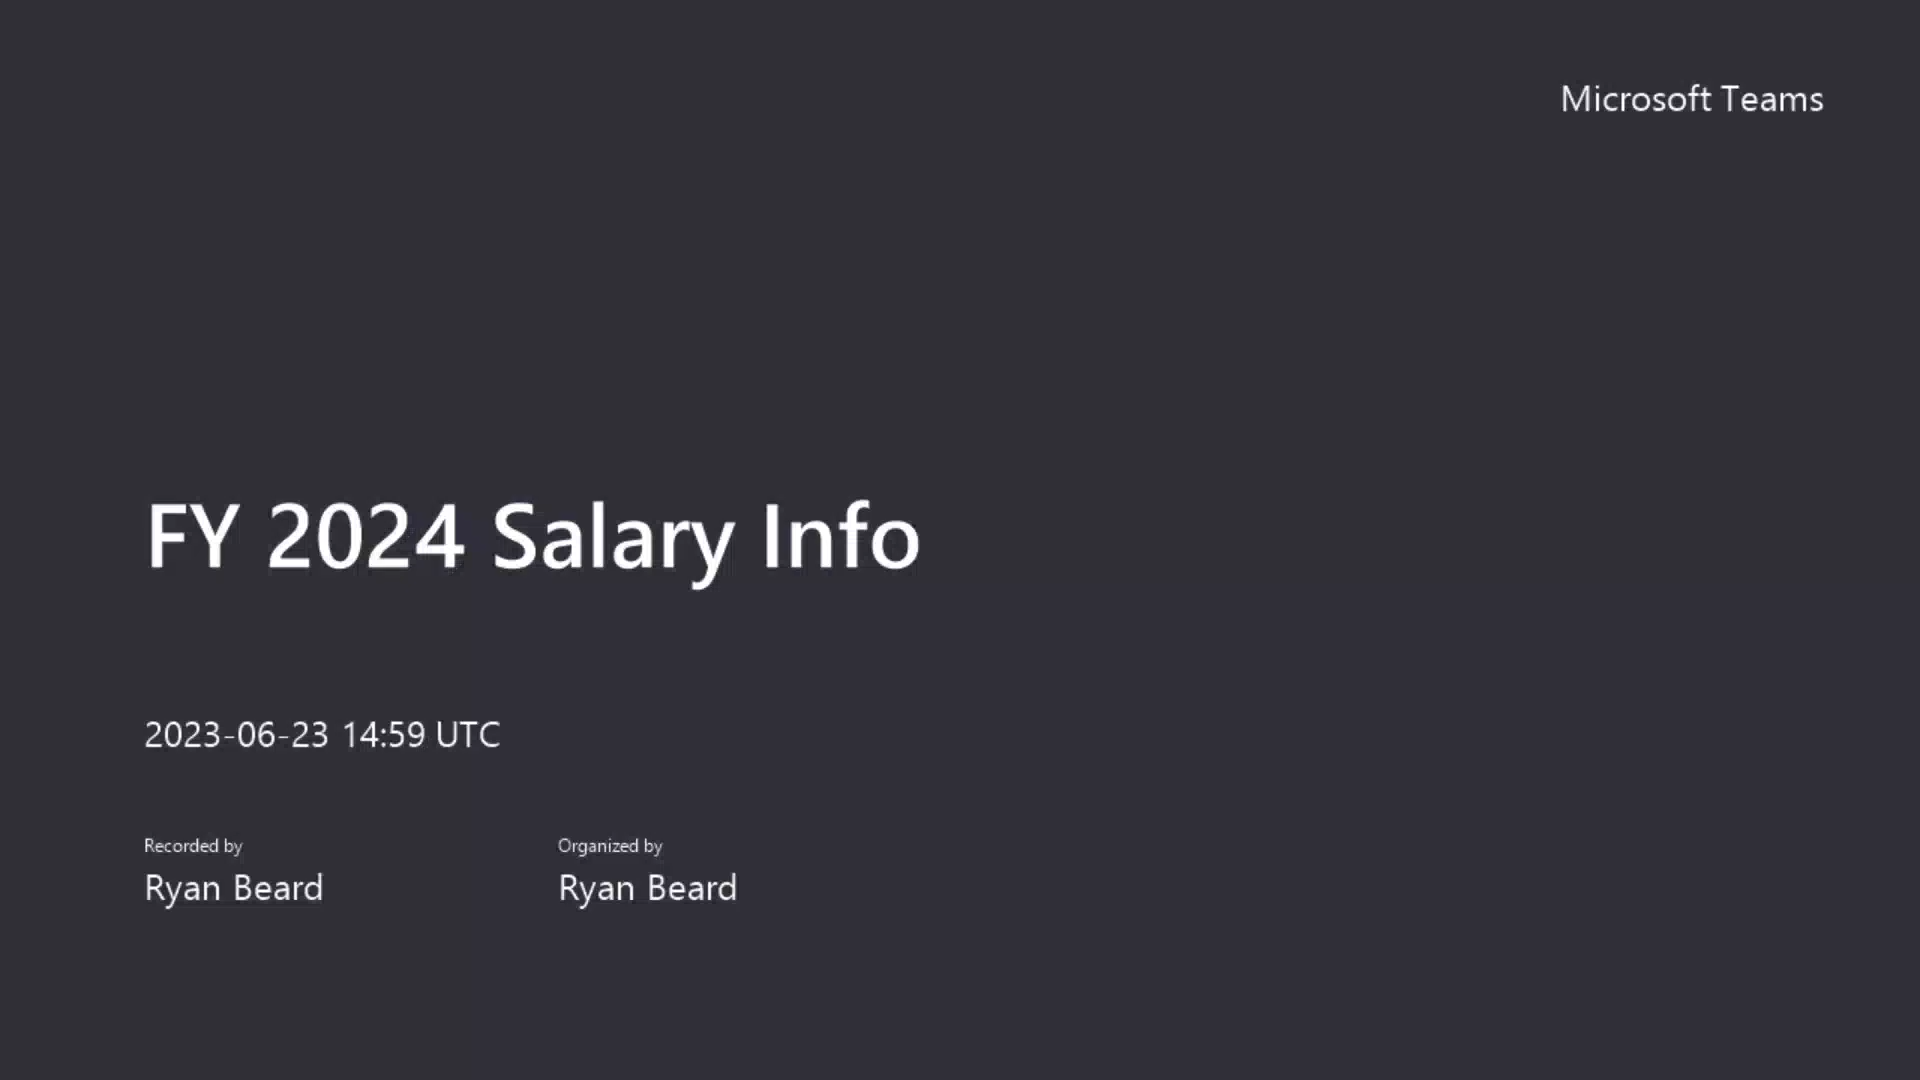 Microsoft Teams
FY 2024 Salary Info
2023-06-23 14:59 UTC
Recorded by
Ryan Beard
Organized by
Ryan Beard